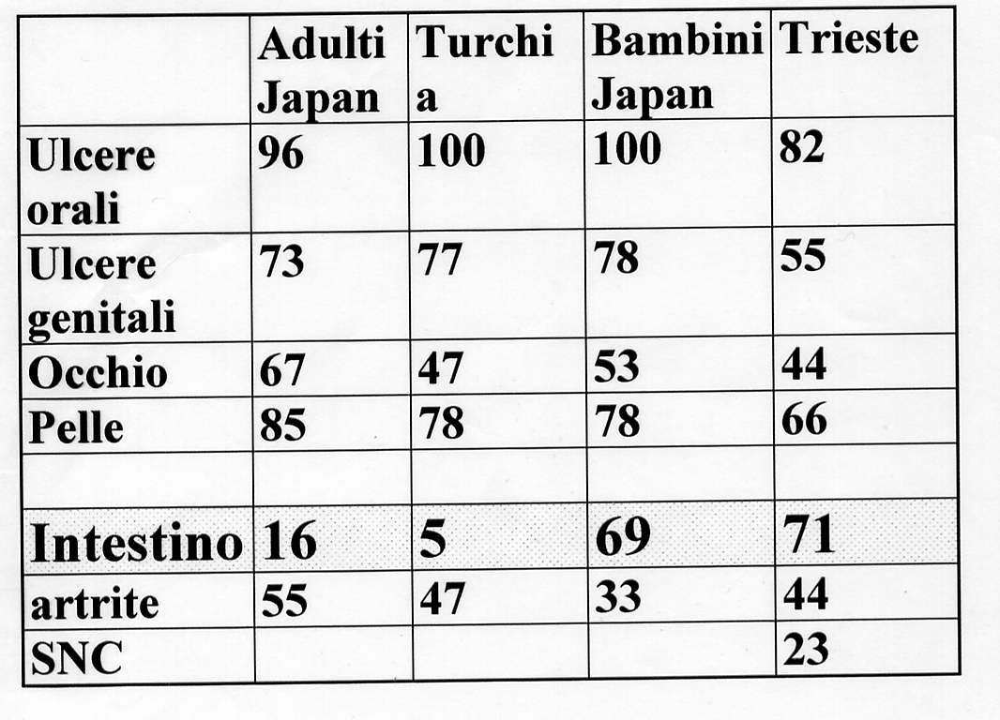 Adulti Turchi Bambini Trieste
Japan a Japan
Ulcere 96 100 100 82
orali
Ulcere 73 77 78 55
genitali
Occhio 67 47 53 44
Pelle 85 78 78 66
Intestino 16 5 69 71
artrite 55 47 33 44
SNC 23